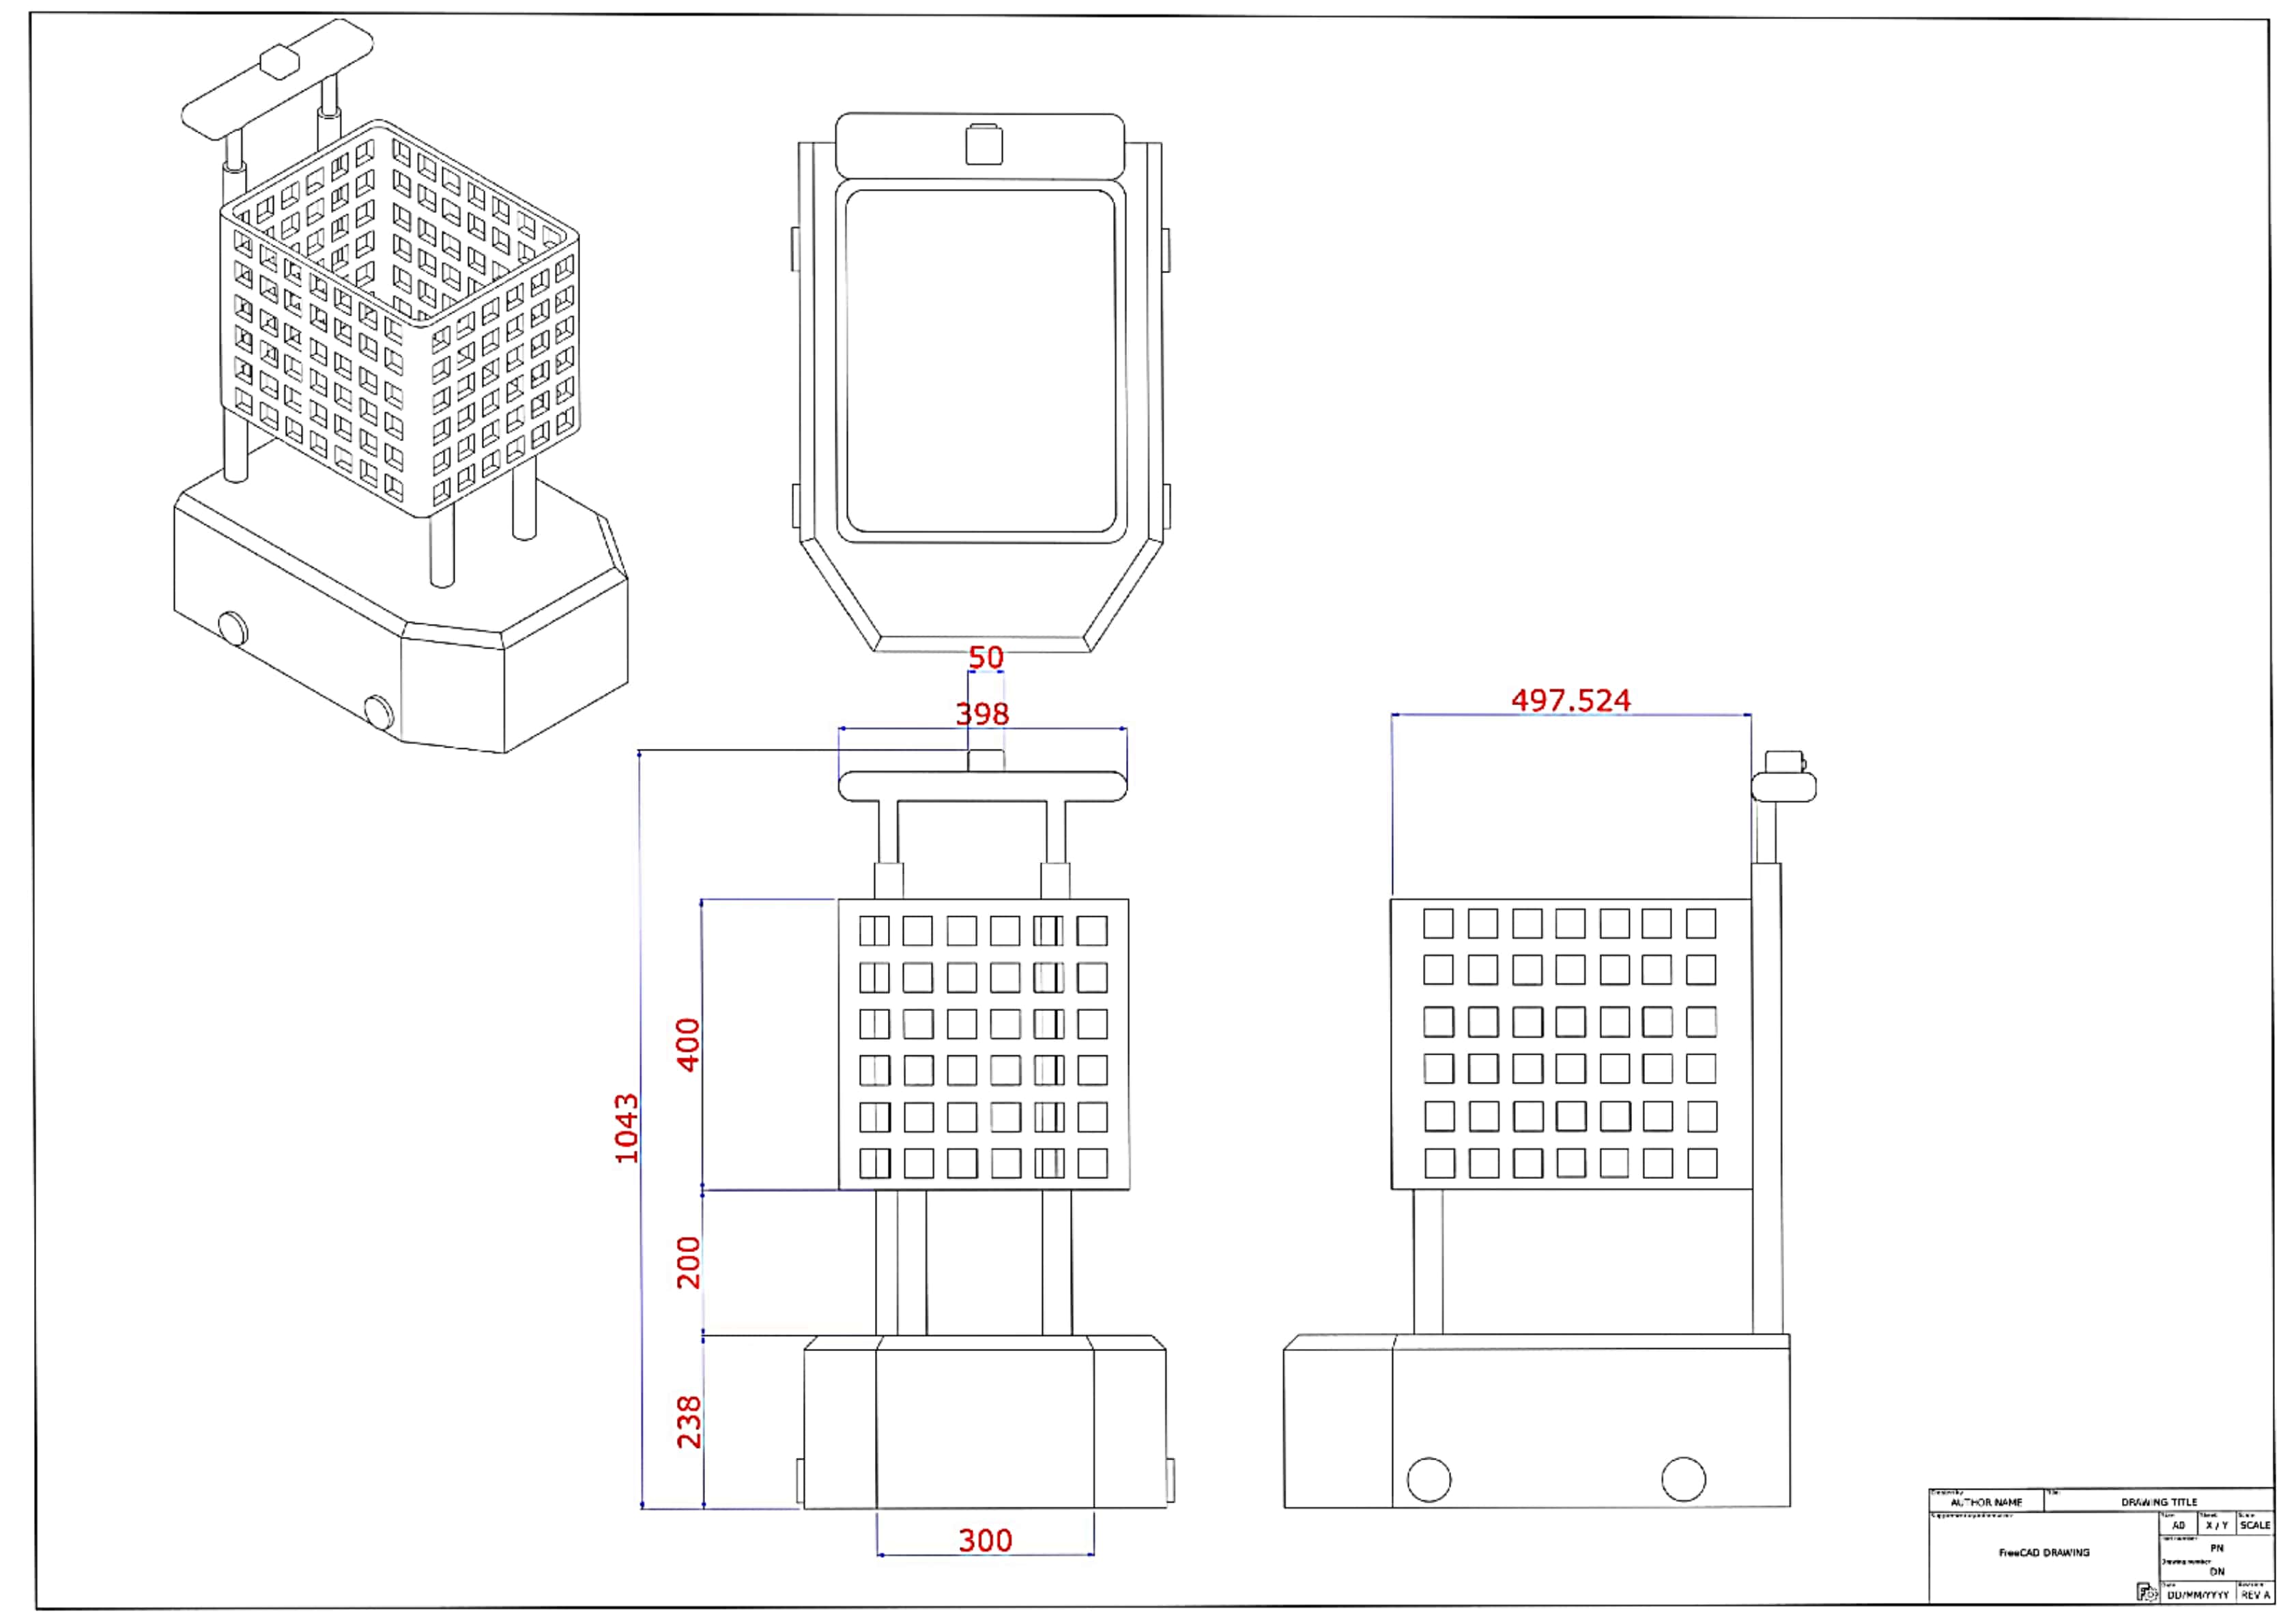 50
398
497.524
400
1043
200
238
300
AUTHOR NAME
DRAWING TITLE
A0
X / Y
SCALE
FreeCAD DRAWING
PN
DN
DD/MM/YYYY
REV A